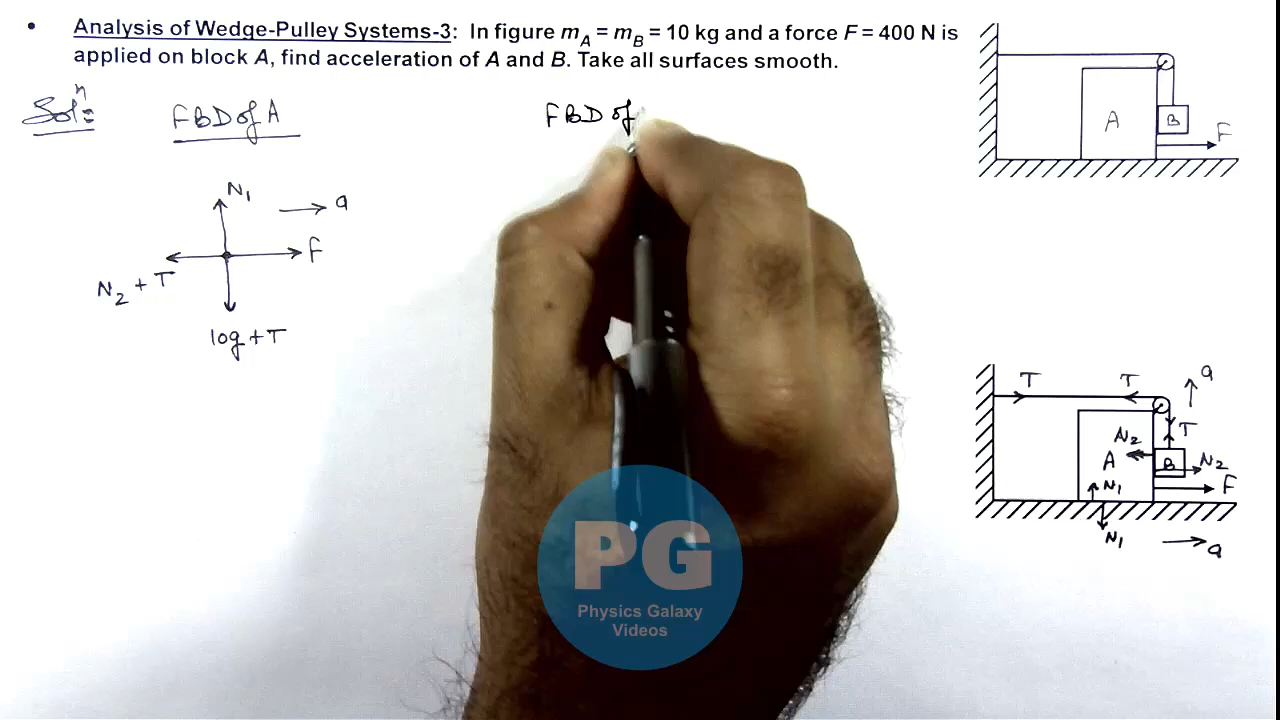 • Analysis of Wedge-Pulley Systems-3: In figure m_A = m_B = 10 kg and a force F = 400 N is
applied on block A, find acceleration of A and B. Take all surfaces smooth.
Solⁿ:
FBD of A
FBD of
A
B
F
N₁
a
F
N₂ + T
10g + T
T
T
a
T
N₂
A
B
N₂
N₁
F
N₁
a
PG
Physics Galaxy
Videos